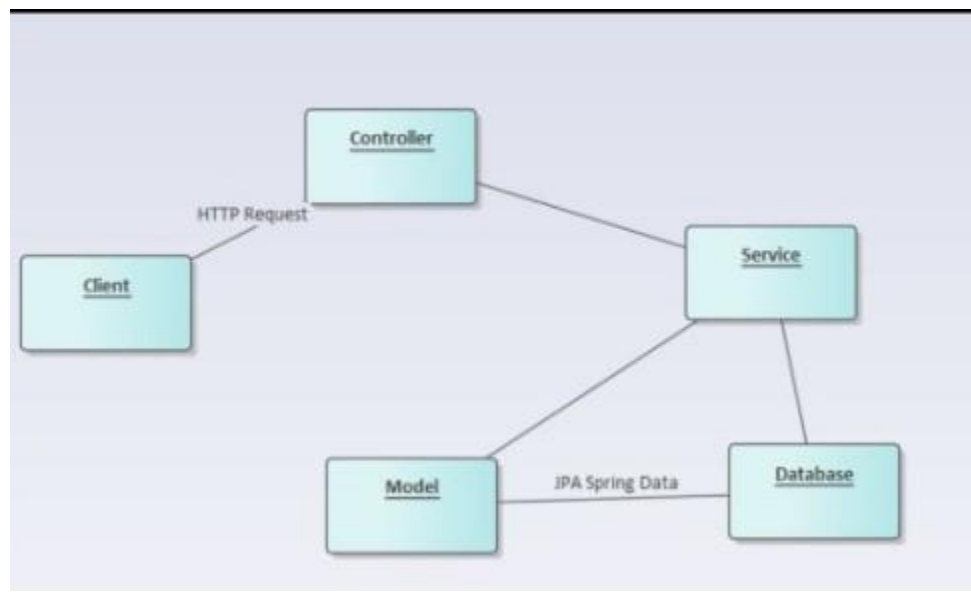 Controller
HTTP Request
Client
Service
Model
JPA Spring Data
Database